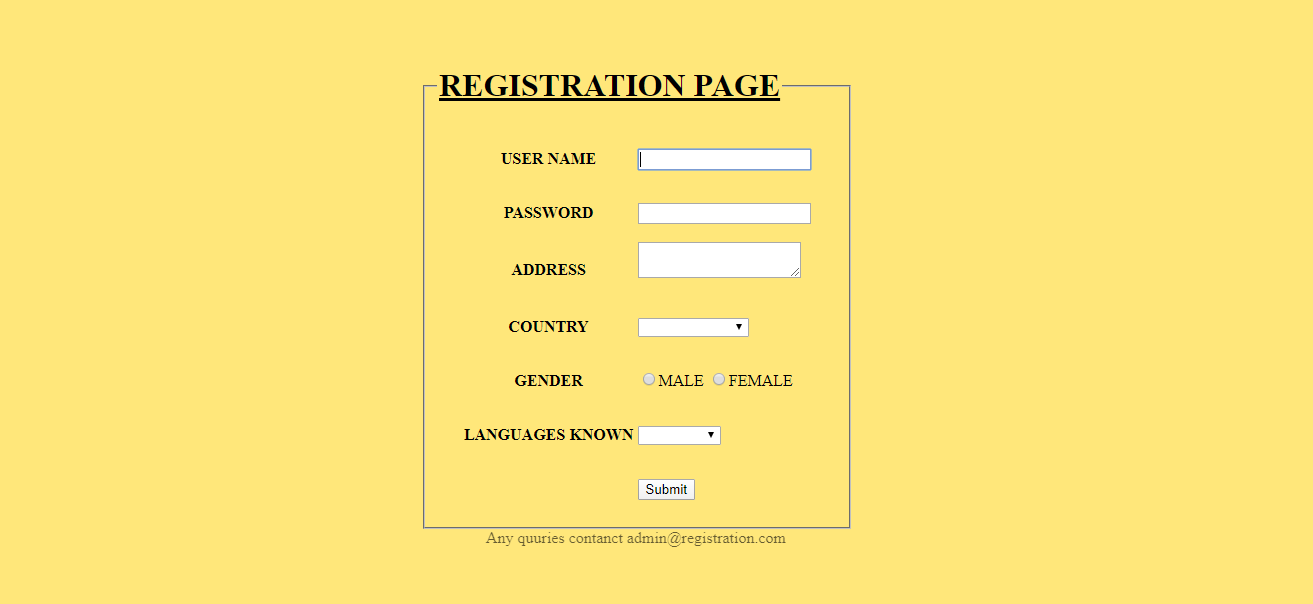 REGISTRATION PAGE
USER NAME
PASSWORD
ADDRESS
COUNTRY
GENDER MALE FEMALE
LANGUAGES KNOWN
Submit
Any quuries contanct admin@registration.com